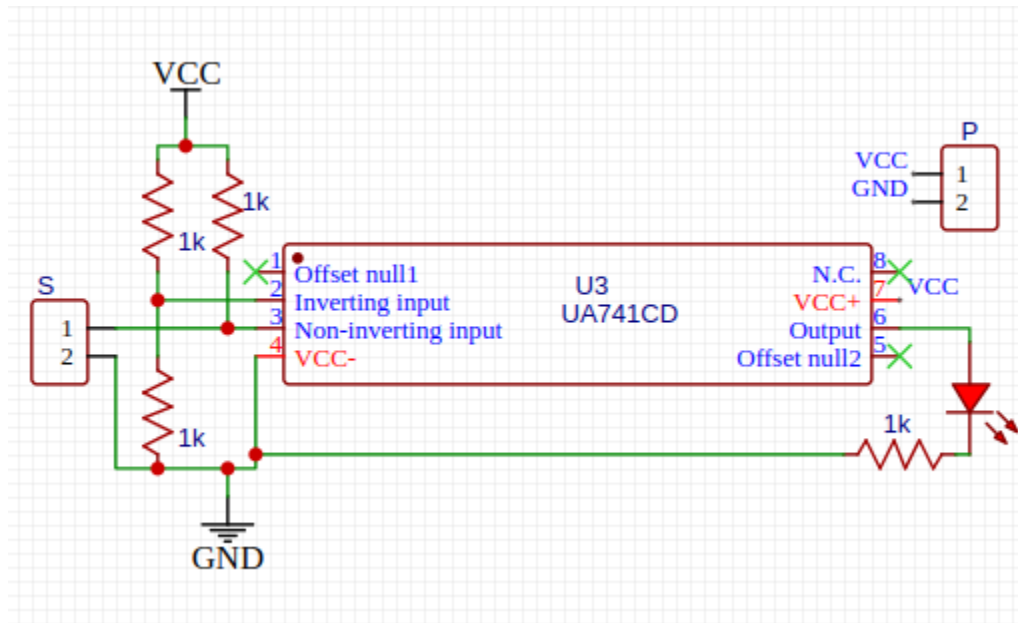 VCC
P
VCC
1
GND
2
1k
1k
1
Offset null1
U3
N.C.
8
S
2
Inverting input
UA741CD
VCC+
7
VCC
1
3
Non-inverting input
Output
6
2
4
VCC-
Offset null2
5
1k
1k
GND